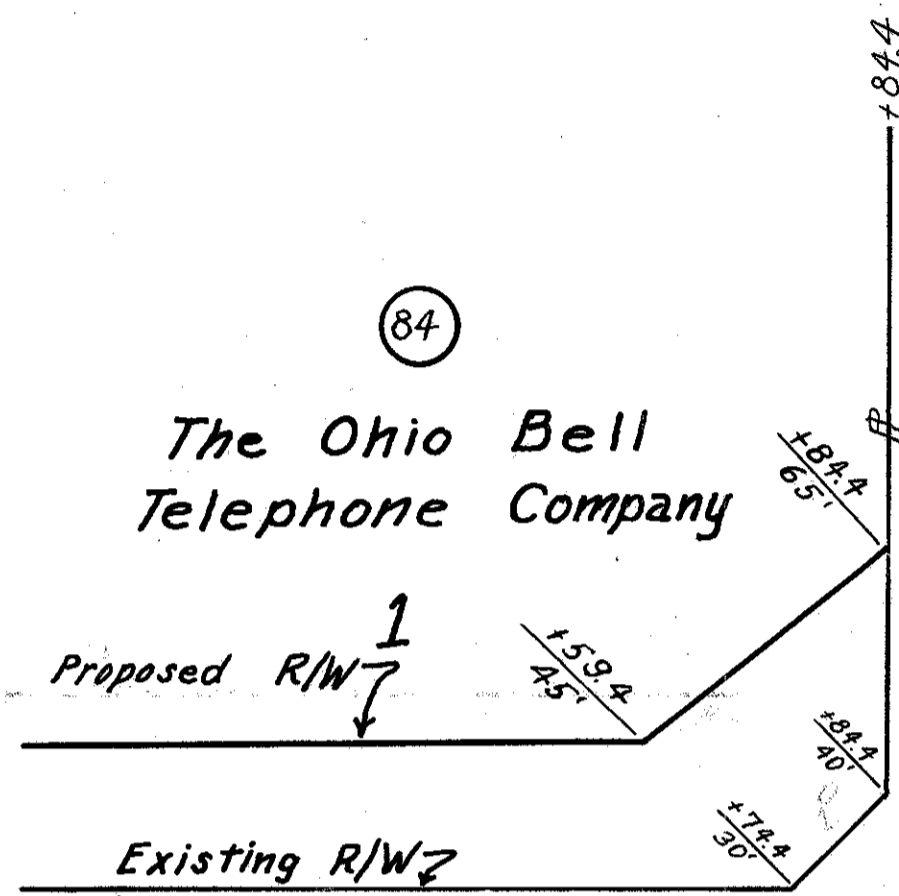 +84.4
84
The Ohio Bell
Telephone Company
+84.4
65'
1
Proposed R/W
+59.4
45'
+84.4
40'
+74.4
30'
Existing R/W